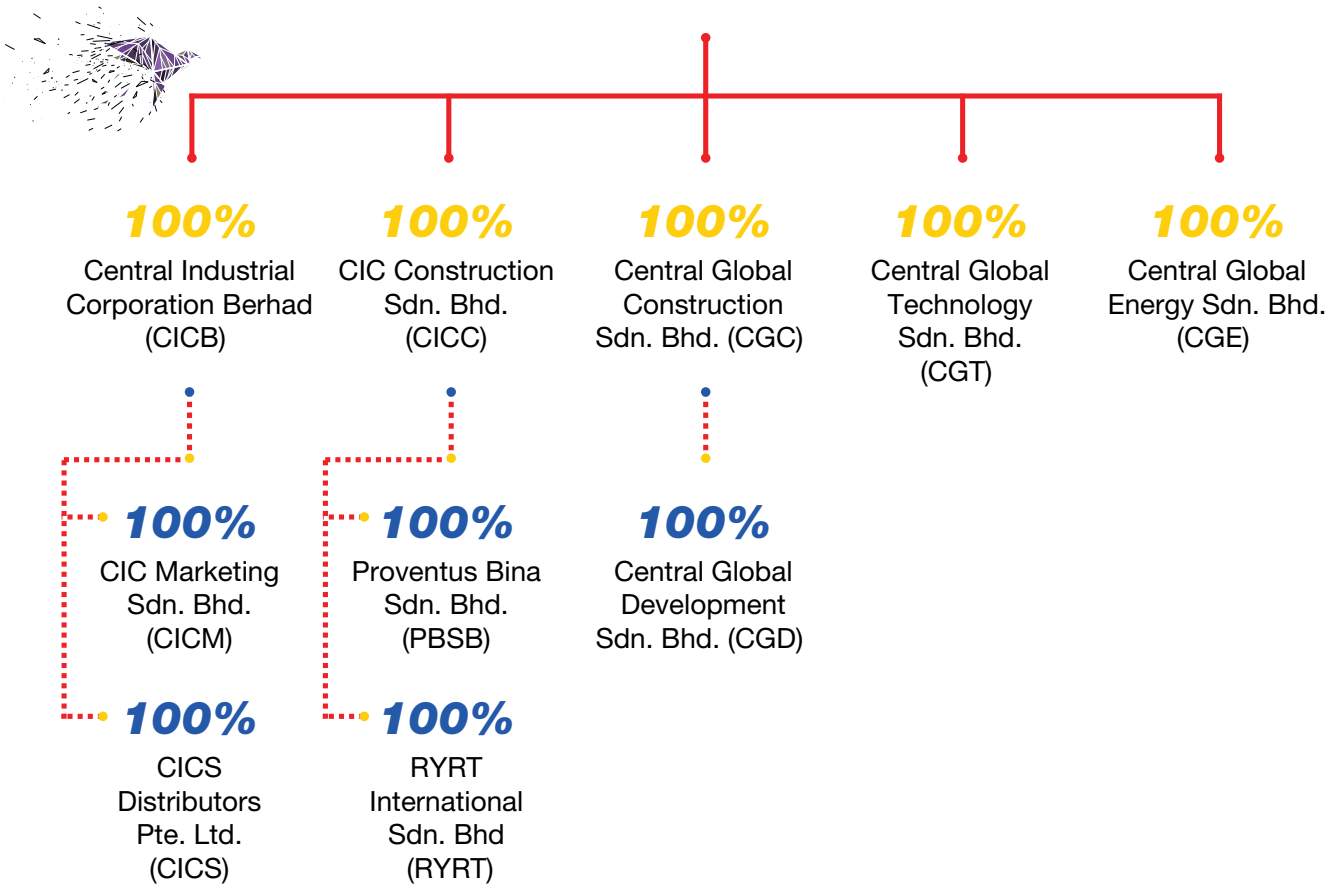 100%
Central Industrial
Corporation Berhad
(CICB)
100%
CIC Construction
Sdn. Bhd.
(CICC)
100%
Central Global
Construction
Sdn. Bhd. (CGC)
100%
Central Global
Technology
Sdn. Bhd.
(CGT)
100%
Central Global
Energy Sdn. Bhd.
(CGE)
100%
CIC Marketing
Sdn. Bhd.
(CICM)
100%
Proventus Bina
Sdn. Bhd.
(PBSB)
100%
Central Global
Development
Sdn. Bhd. (CGD)
100%
CICS
Distributors
Pte. Ltd.
(CICS)
100%
RYRT
International
Sdn. Bhd
(RYRT)